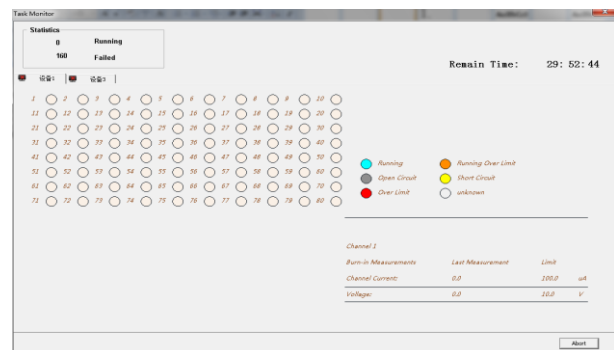 Task Monitor
Statistics
0 Running
160 Failed
Remain Time: 29: 52: 44
设备1 设备2
1 2 3 4 5 6 7 8 9 10
11 12 13 14 15 16 17 18 19 20
21 22 23 24 25 26 27 28 29 30
31 32 33 34 35 36 37 38 39 40
41 42 43 44 45 46 47 48 49 50
51 52 53 54 55 56 57 58 59 60
61 62 63 64 65 66 67 68 69 70
71 72 73 74 75 76 77 78 79 80
Running Running Over Limit
Open Circuit Short Circuit
Over Limit unknown
Channel 1
Burn-in Measurements Last Measurement Limit
Channel Current: 0.0 100.0 uA
Voltage: 0.0 10.0 V
Abort